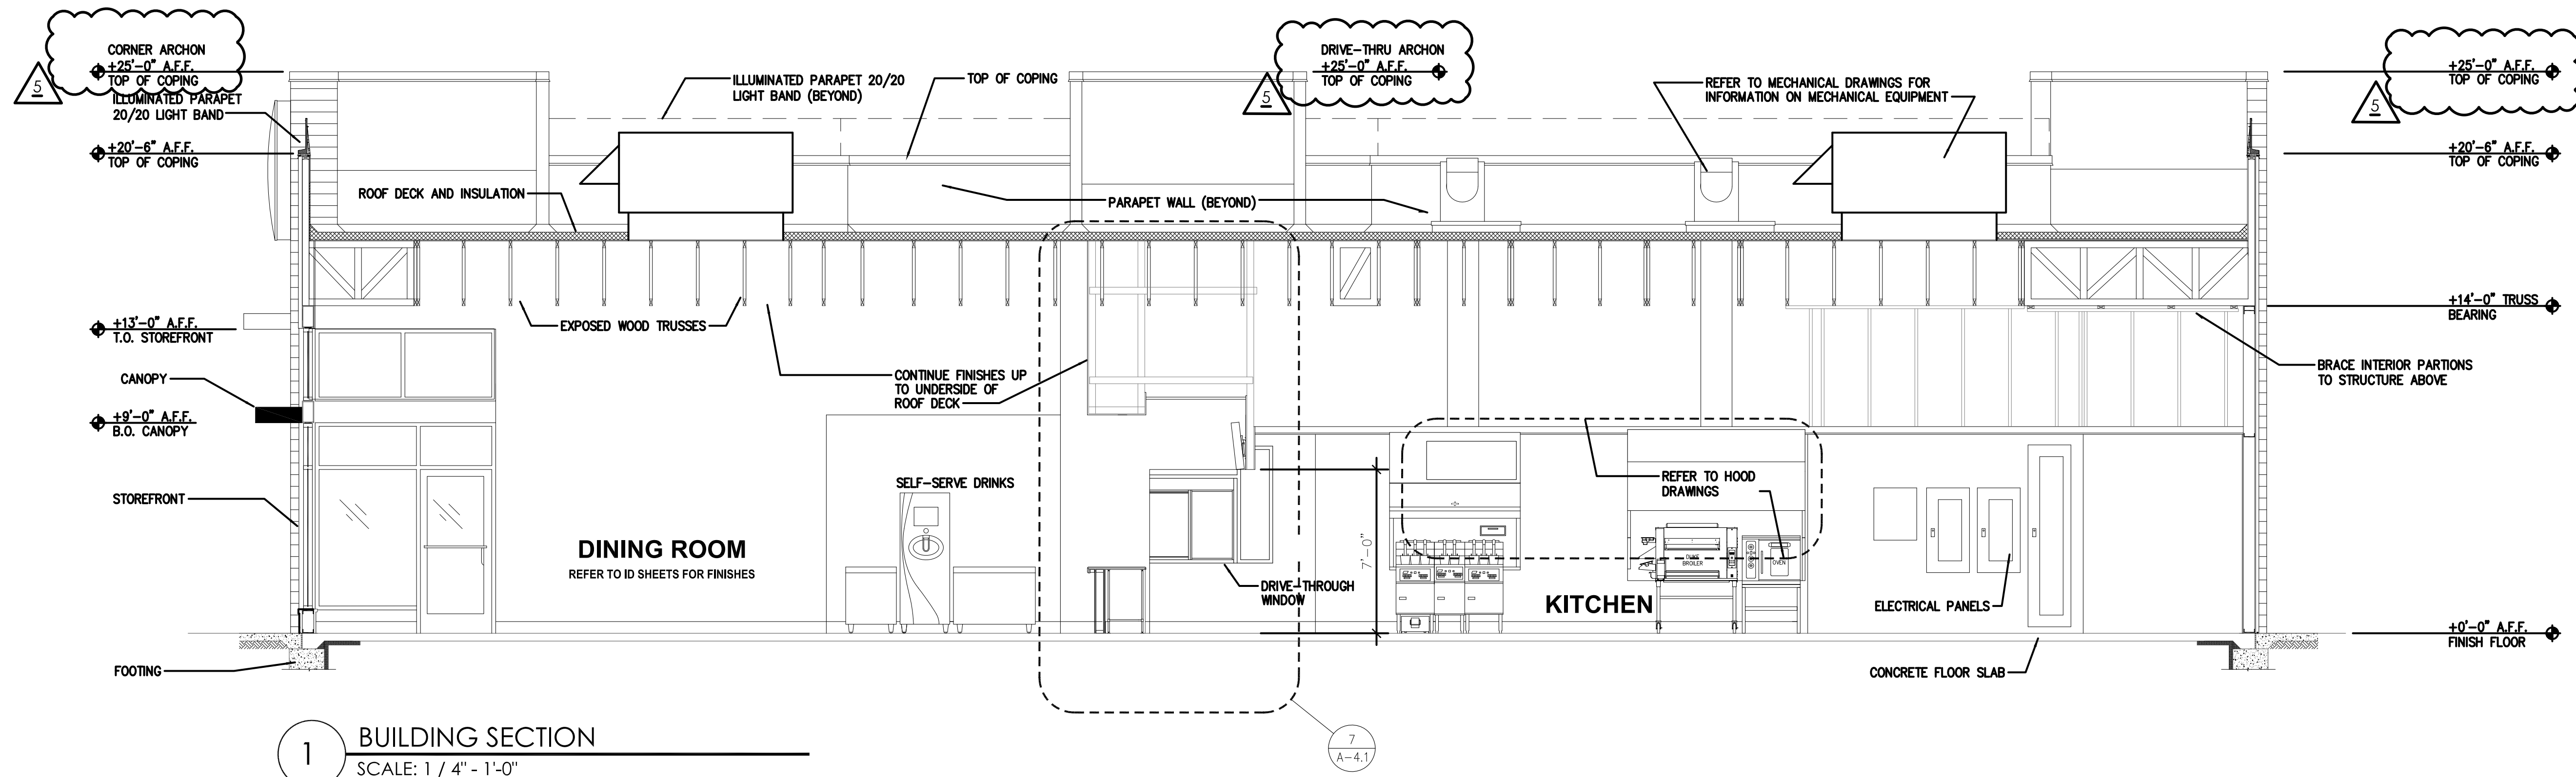 CORNER ARCHON
+25'-0" A.F.F.
TOP OF COPING
5
ILLUMINATED PARAPET
20/20 LIGHT BAND
+20'-6" A.F.F.
TOP OF COPING
ILLUMINATED PARAPET 20/20
LIGHT BAND (BEYOND)
TOP OF COPING
DRIVE-THRU ARCHON
+25'-0" A.F.F.
TOP OF COPING
5
REFER TO MECHANICAL DRAWINGS FOR
INFORMATION ON MECHANICAL EQUIPMENT
+25'-0" A.F.F.
TOP OF COPING
5
+20'-6" A.F.F.
TOP OF COPING
ROOF DECK AND INSULATION
PARAPET WALL (BEYOND)
+13'-0" A.F.F.
T.O. STOREFRONT
EXPOSED WOOD TRUSSES
+14'-0" TRUSS
BEARING
CANOPY
CONTINUE FINISHES UP
TO UNDERSIDE OF
ROOF DECK
BRACE INTERIOR PARTIONS
TO STRUCTURE ABOVE
+9'-0" A.F.F.
B.O. CANOPY
STOREFRONT
SELF-SERVE DRINKS
REFER TO HOOD
DRAWINGS
7'-0"
DINING ROOM
REFER TO ID SHEETS FOR FINISHES
DUKE
BROILER
OVEN
DRIVE-THROUGH
WINDOW
KITCHEN
ELECTRICAL PANELS
+0'-0" A.F.F.
FINISH FLOOR
FOOTING
CONCRETE FLOOR SLAB
1
BUILDING SECTION
SCALE: 1 / 4" - 1'-0"
7
A-4.1